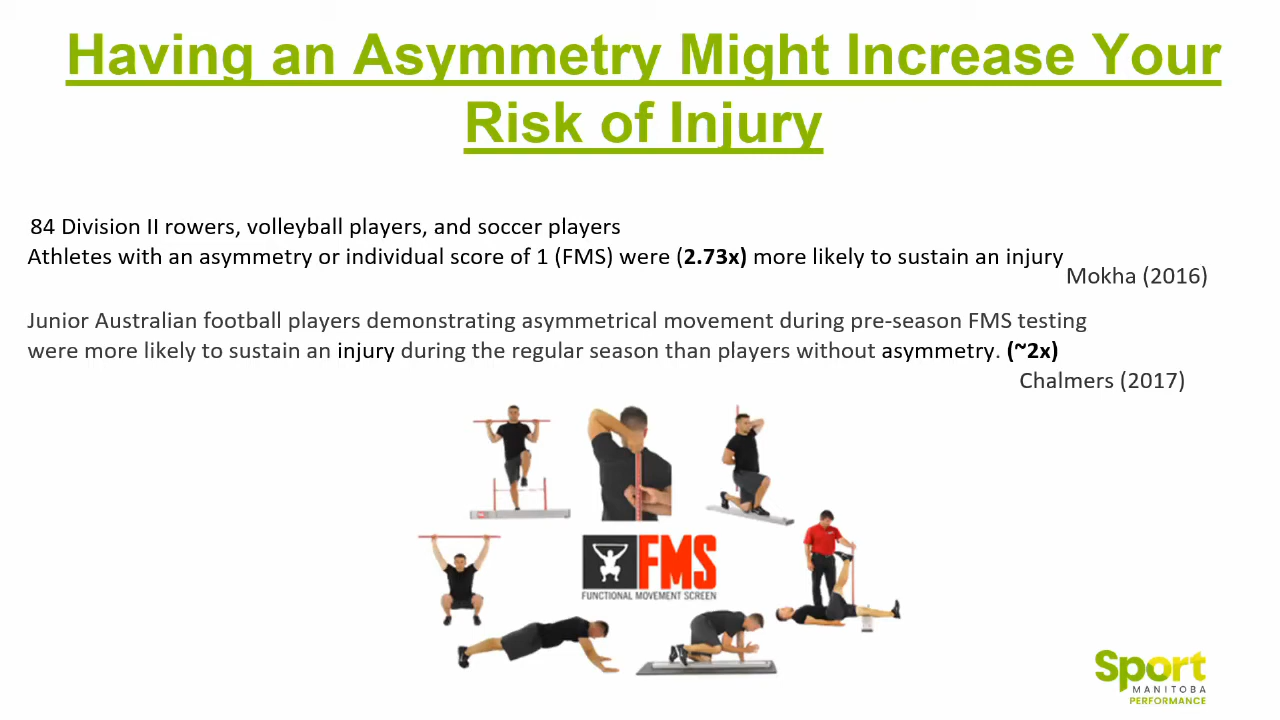 Having an Asymmetry Might Increase Your
Risk of Injury
84 Division II rowers, volleyball players, and soccer players
Athletes with an asymmetry or individual score of 1 (FMS) were (2.73x) more likely to sustain an injury
Mokha (2016)
Junior Australian football players demonstrating asymmetrical movement during pre-season FMS testing
were more likely to sustain an injury during the regular season than players without asymmetry. (~2x)
Chalmers (2017)
FMS
FUNCTIONAL MOVEMENT SCREEN
Sport
MANITOBA
PERFORMANCE